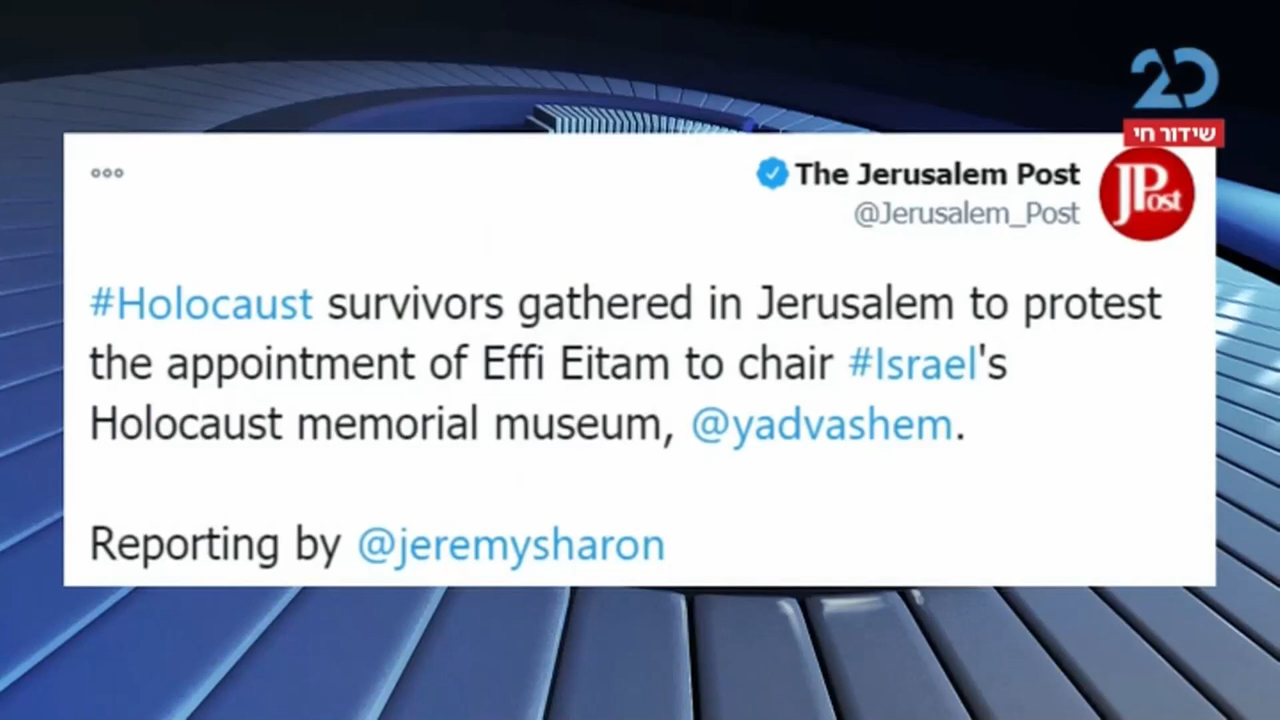 20
שידור חי
The Jerusalem Post
@Jerusalem_Post
JPost
#Holocaust survivors gathered in Jerusalem to protest
the appointment of Effi Eitam to chair #Israel's
Holocaust memorial museum, @yadvashem.
Reporting by @jeremysharon